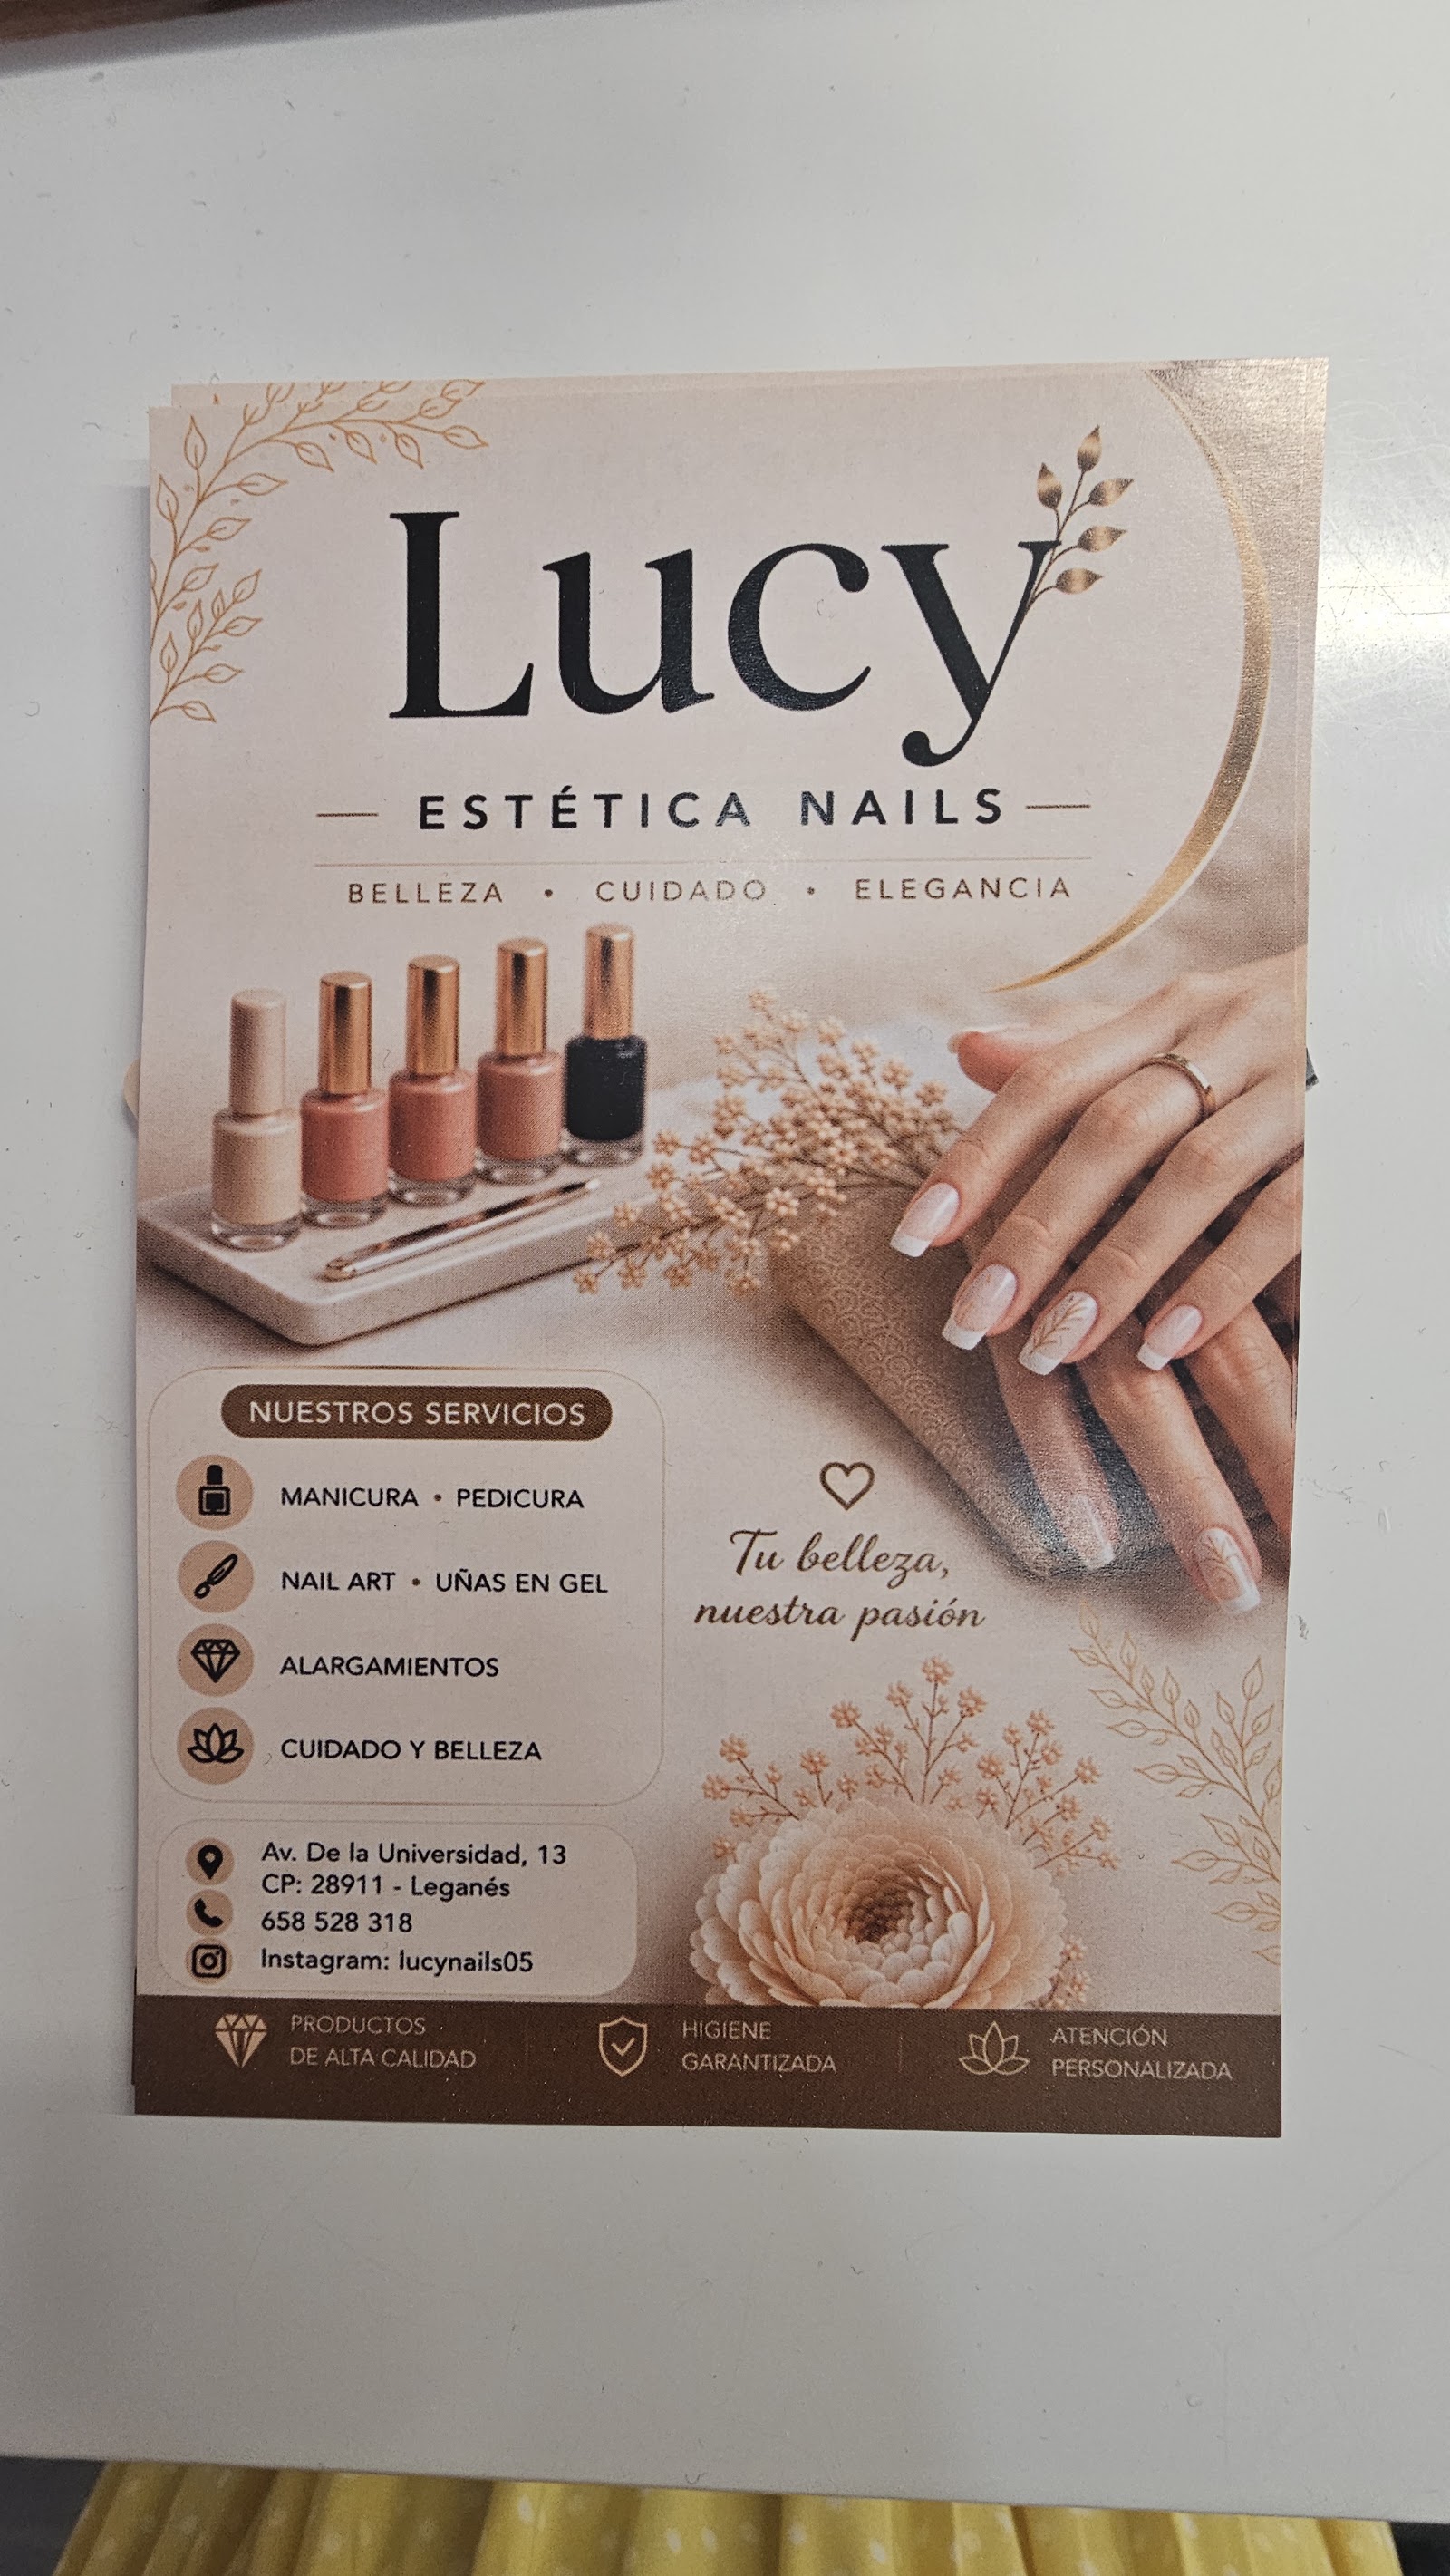 Lucy
ESTÉTICA NAILS
BELLEZA • CUIDADO • ELEGANCIA
NUESTROS SERVICIOS
MANICURA • PEDICURA
NAIL ART • UÑAS EN GEL
ALARGAMIENTOS
CUIDADO Y BELLEZA
Tu belleza,
nuestra pasión
Av. De la Universidad, 13
CP: 28911 - Leganés
658 528 318
Instagram: lucynails05
PRODUCTOS
DE ALTA CALIDAD
HIGIENE
GARANTIZADA
ATENCIÓN
PERSONALIZADA